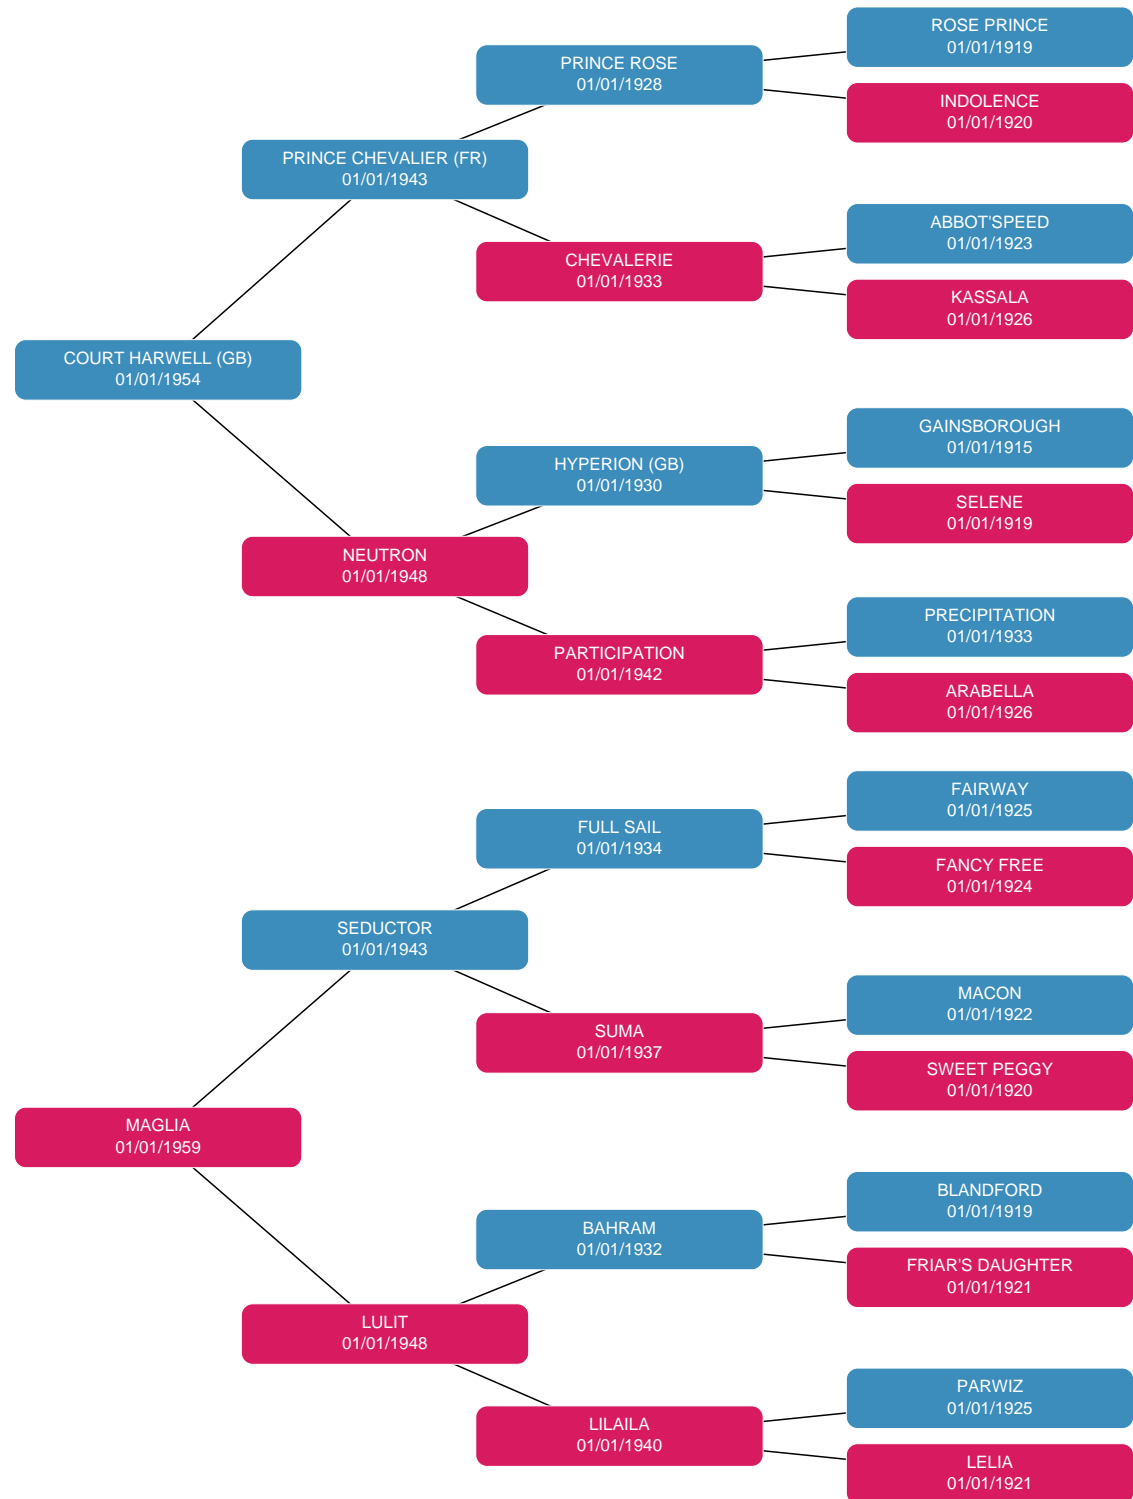 ROSE PRINCE
01/01/1919
PRINCE ROSE
01/01/1928
INDOLENCE
01/01/1920
PRINCE CHEVALIER (FR)
01/01/1943
ABBOT'SPEED
01/01/1923
CHEVALERIE
01/01/1933
KASSALA
01/01/1926
COURT HARWELL (GB)
01/01/1954
GAINSBOROUGH
01/01/1915
HYPERION (GB)
01/01/1930
SELENE
01/01/1919
NEUTRON
01/01/1948
PRECIPITATION
01/01/1933
PARTICIPATION
01/01/1942
ARABELLA
01/01/1926
FAIRWAY
01/01/1925
FULL SAIL
01/01/1934
FANCY FREE
01/01/1924
SEDUCTOR
01/01/1943
MACON
01/01/1922
SUMA
01/01/1937
SWEET PEGGY
01/01/1920
MAGLIA
01/01/1959
BLANDFORD
01/01/1919
BAHRAM
01/01/1932
FRIAR'S DAUGHTER
01/01/1921
LULIT
01/01/1948
PARWIZ
01/01/1925
LILAILA
01/01/1940
LELIA
01/01/1921